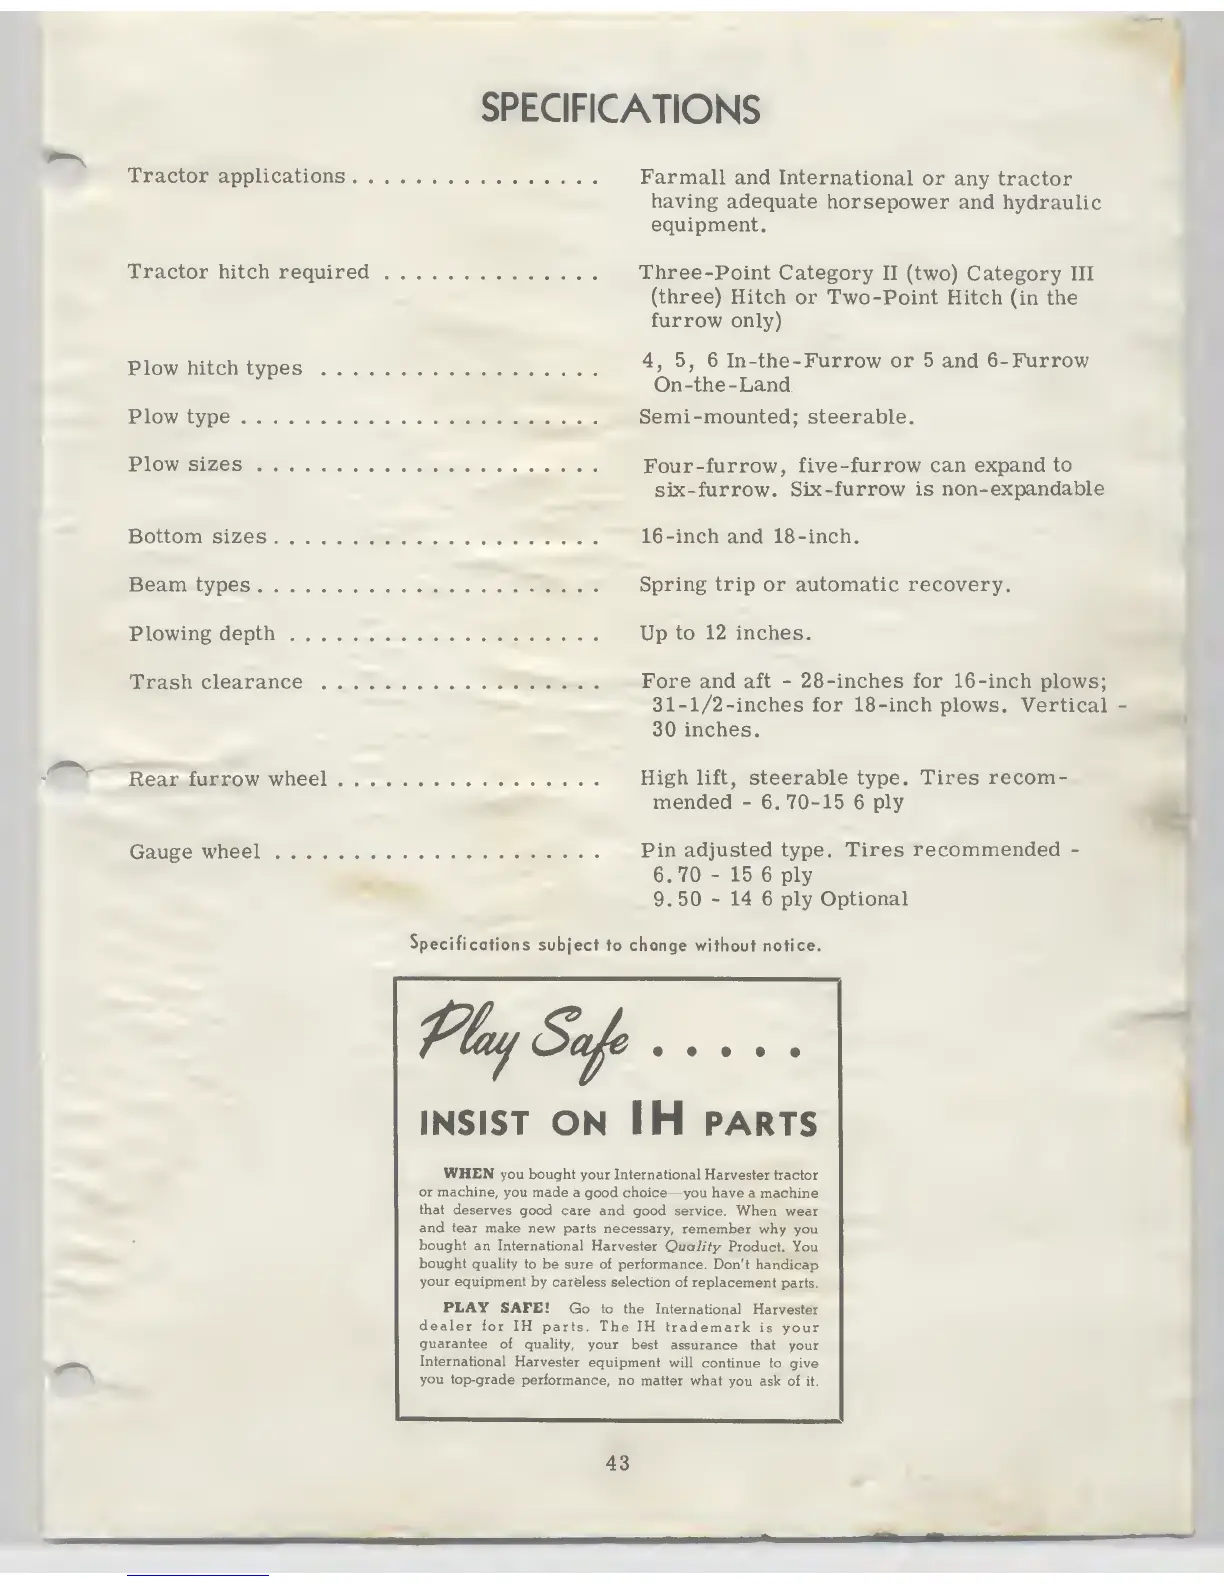 SPECIFICATIONS
Tractor applications . . . . . . . . . . . . . . . . Farmall and International or any tractor
having adequate horsepower and hydraulic
equipment.
Tractor hitch required . . . . . . . . . . . . . . Three-Point Category II (two) Category III
(three) Hitch or Two-Point Hitch (in the
furrow only)
Plow hitch types . . . . . . . . . . . . . . . . . . 4, 5, 6 In-the-Furrow or 5 and 6-Furrow
On-the-Land
Plow type . . . . . . . . . . . . . . . . . . . . . . . Semi-mounted; steerable.
Plow sizes . . . . . . . . . . . . . . . . . . . . . . Four-furrow, five-furrow can expand to
six-furrow. Six-furrow is non-expandable
Bottom sizes . . . . . . . . . . . . . . . . . . . . . 16-inch and 18-inch.
Beam types . . . . . . . . . . . . . . . . . . . . . . Spring trip or automatic recovery.
Plowing depth . . . . . . . . . . . . . . . . . . . . Up to 12 inches.
Trash clearance . . . . . . . . . . . . . . . . . . Fore and aft - 28-inches for 16-inch plows;
31-1/2-inches for 18-inch plows. Vertical -
30 inches.
Rear furrow wheel . . . . . . . . . . . . . . . . . High lift, steerable type. Tires recom-
mended - 6.70-15 6 ply
Gauge wheel . . . . . . . . . . . . . . . . . . . . . Pin adjusted type. Tires recommended -
6.70 - 15 6 ply
9.50 - 14 6 ply Optional
Specifications subject to change without notice.
Play Safe . . . . .
INSIST ON IH PARTS
WHEN you bought your International Harvester tractor
or machine, you made a good choice—you have a machine
that deserves good care and good service. When wear
and tear make new parts necessary, remember why you
bought an International Harvester Quality Product. You
bought quality to be sure of performance. Don't handicap
your equipment by careless selection of replacement parts.
PLAY SAFE! Go to the International Harvester
dealer for IH parts. The IH trademark is your
guarantee of quality, your best assurance that your
International Harvester equipment will continue to give
you top-grade performance, no matter what you ask of it.
43